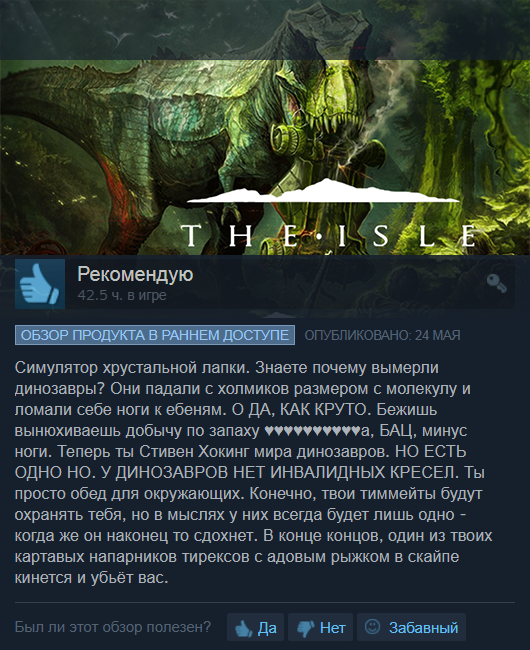 THE·ISLE
Рекомендую
42.5 ч. в игре
ОБЗОР ПРОДУКТА В РАННЕМ ДОСТУПЕ ОПУБЛИКОВАНО: 24 МАЯ
Симулятор хрустальной лапки. Знаете почему вымерли
динозавры? Они падали с холмиков размером с молекулу и
ломали себе ноги к ебеням. О ДА, КАК КРУТО. Бежишь
вынюхиваешь добычу по запаху ♥♥♥♥♥♥♥♥♥♥а, БАЦ, минус
ноги. Теперь ты Стивен Хокинг мира динозавров. НО ЕСТЬ
ОДНО НО. У ДИНОЗАВРОВ НЕТ ИНВАЛИДНЫХ КРЕСЕЛ. Ты
просто обед для окружающих. Конечно, твои тиммейты будут
охранять тебя, но в мыслях у них всегда будет лишь одно -
когда же он наконец то сдохнет. В конце концов, один из твоих
картавых напарников тирексов с адовым рыжком в скайпе
кинется и убьёт вас.
Был ли этот обзор полезен? Да Нет Забавный